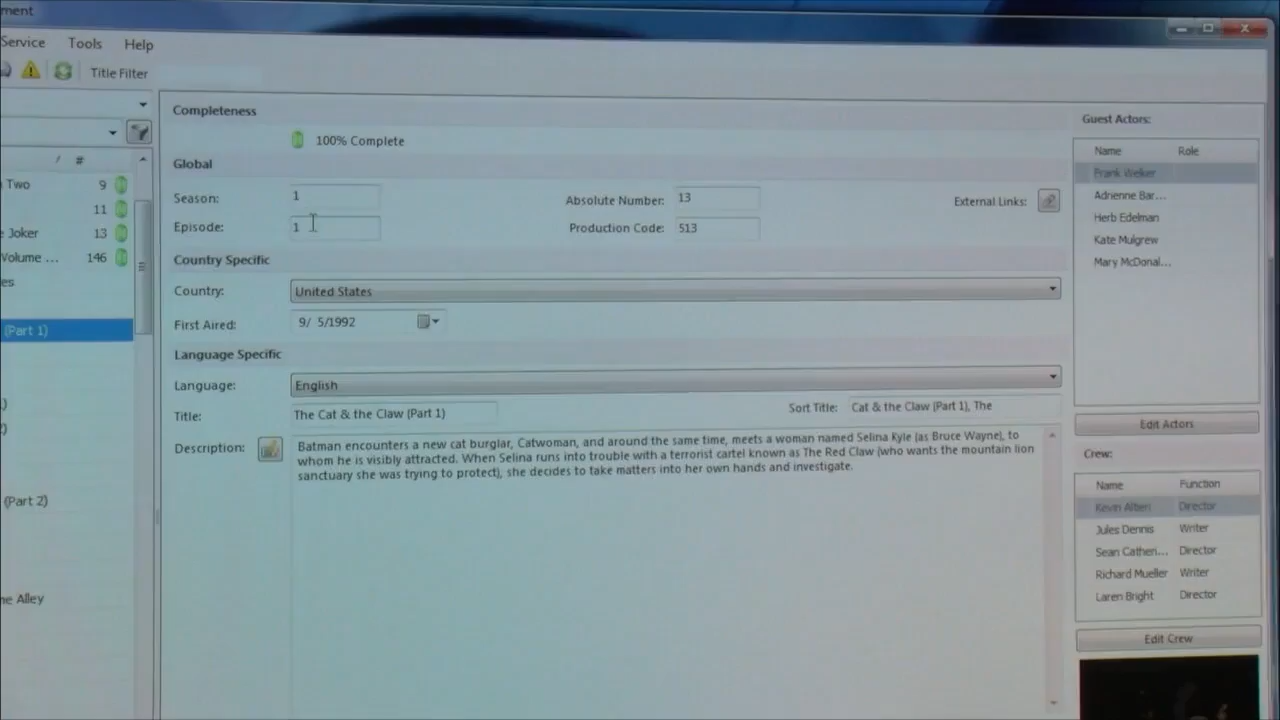 ment
Service Tools Help
Title Filter
/ #
Two 9
11
e Joker 13
Volume ... 146
es
(Part 1)
)
)
(Part 2)
ne Alley
Completeness
100% Complete
Global
Season: 1
Absolute Number: 13
External Links:
Episode: 1
Production Code: 513
Country Specific
Country: United States
First Aired: 9/ 5/1992
Language Specific
Language: English
Title: The Cat & the Claw (Part 1)
Sort Title: Cat & the Claw (Part 1), The
Description: Batman encounters a new cat burglar, Catwoman, and around the same time, meets a woman named Selina Kyle (as Bruce Wayne), to
whom he is visibly attracted. When Selina runs into trouble with a terrorist cartel known as The Red Claw (who wants the mountain lion
sanctuary she was trying to protect), she decides to take matters into her own hands and investigate.
Guest Actors:
Name Role
Frank Welker
Adrienne Bar...
Herb Edelman
Kate Mulgrew
Mary McDonal...
Edit Actors
Crew:
Name Function
Kevin Altieri Director
Jules Dennis Writer
Sean Catheri... Director
Richard Mueller Writer
Laren Bright Director
Edit Crew